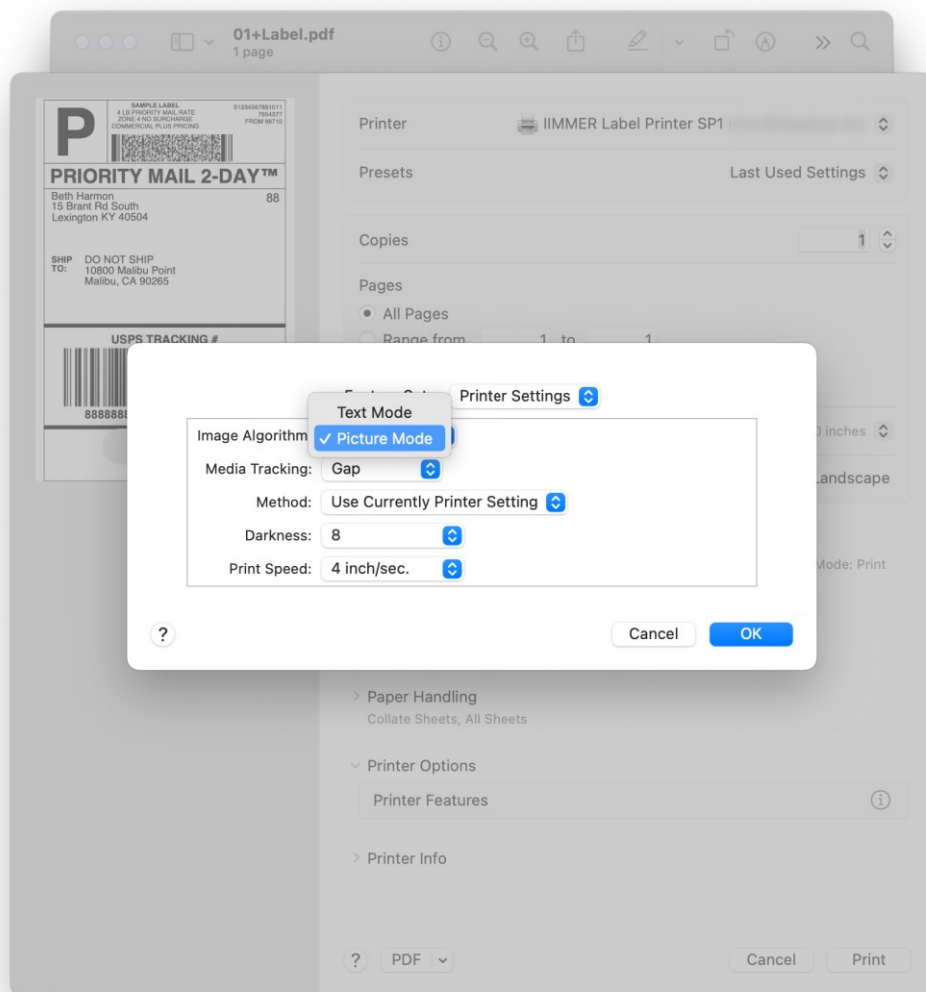 01+Label.pdf
1 page
SAMPLE LABEL
4 LB PRIORITY MAIL RATE
ZONE 4 NO SURCHARGE
COMMERCIAL PLUS PRICING
S1234567891011
7654377
FROM 98710
P
PRIORITY MAIL 2-DAY™
Beth Harmon
15 Brant Rd South
Lexington KY 40504
88
SHIP TO:
DO NOT SHIP
10800 Malibu Point
Malibu, CA 90265
USPS TRACKING #
8888888
Printer IIMMER Label Printer SP1
Presets Last Used Settings
Copies 1
Pages
All Pages
Range from 1 to 1
Printer Settings
Text Mode
Image Algorithm ✓ Picture Mode
Media Tracking: Gap
Method: Use Currently Printer Setting
Darkness: 8
Print Speed: 4 inch/sec.
? Cancel OK
inches
Landscape
Mode: Print
Paper Handling
Collate Sheets, All Sheets
Printer Options
Printer Features
Printer Info
? PDF Cancel Print